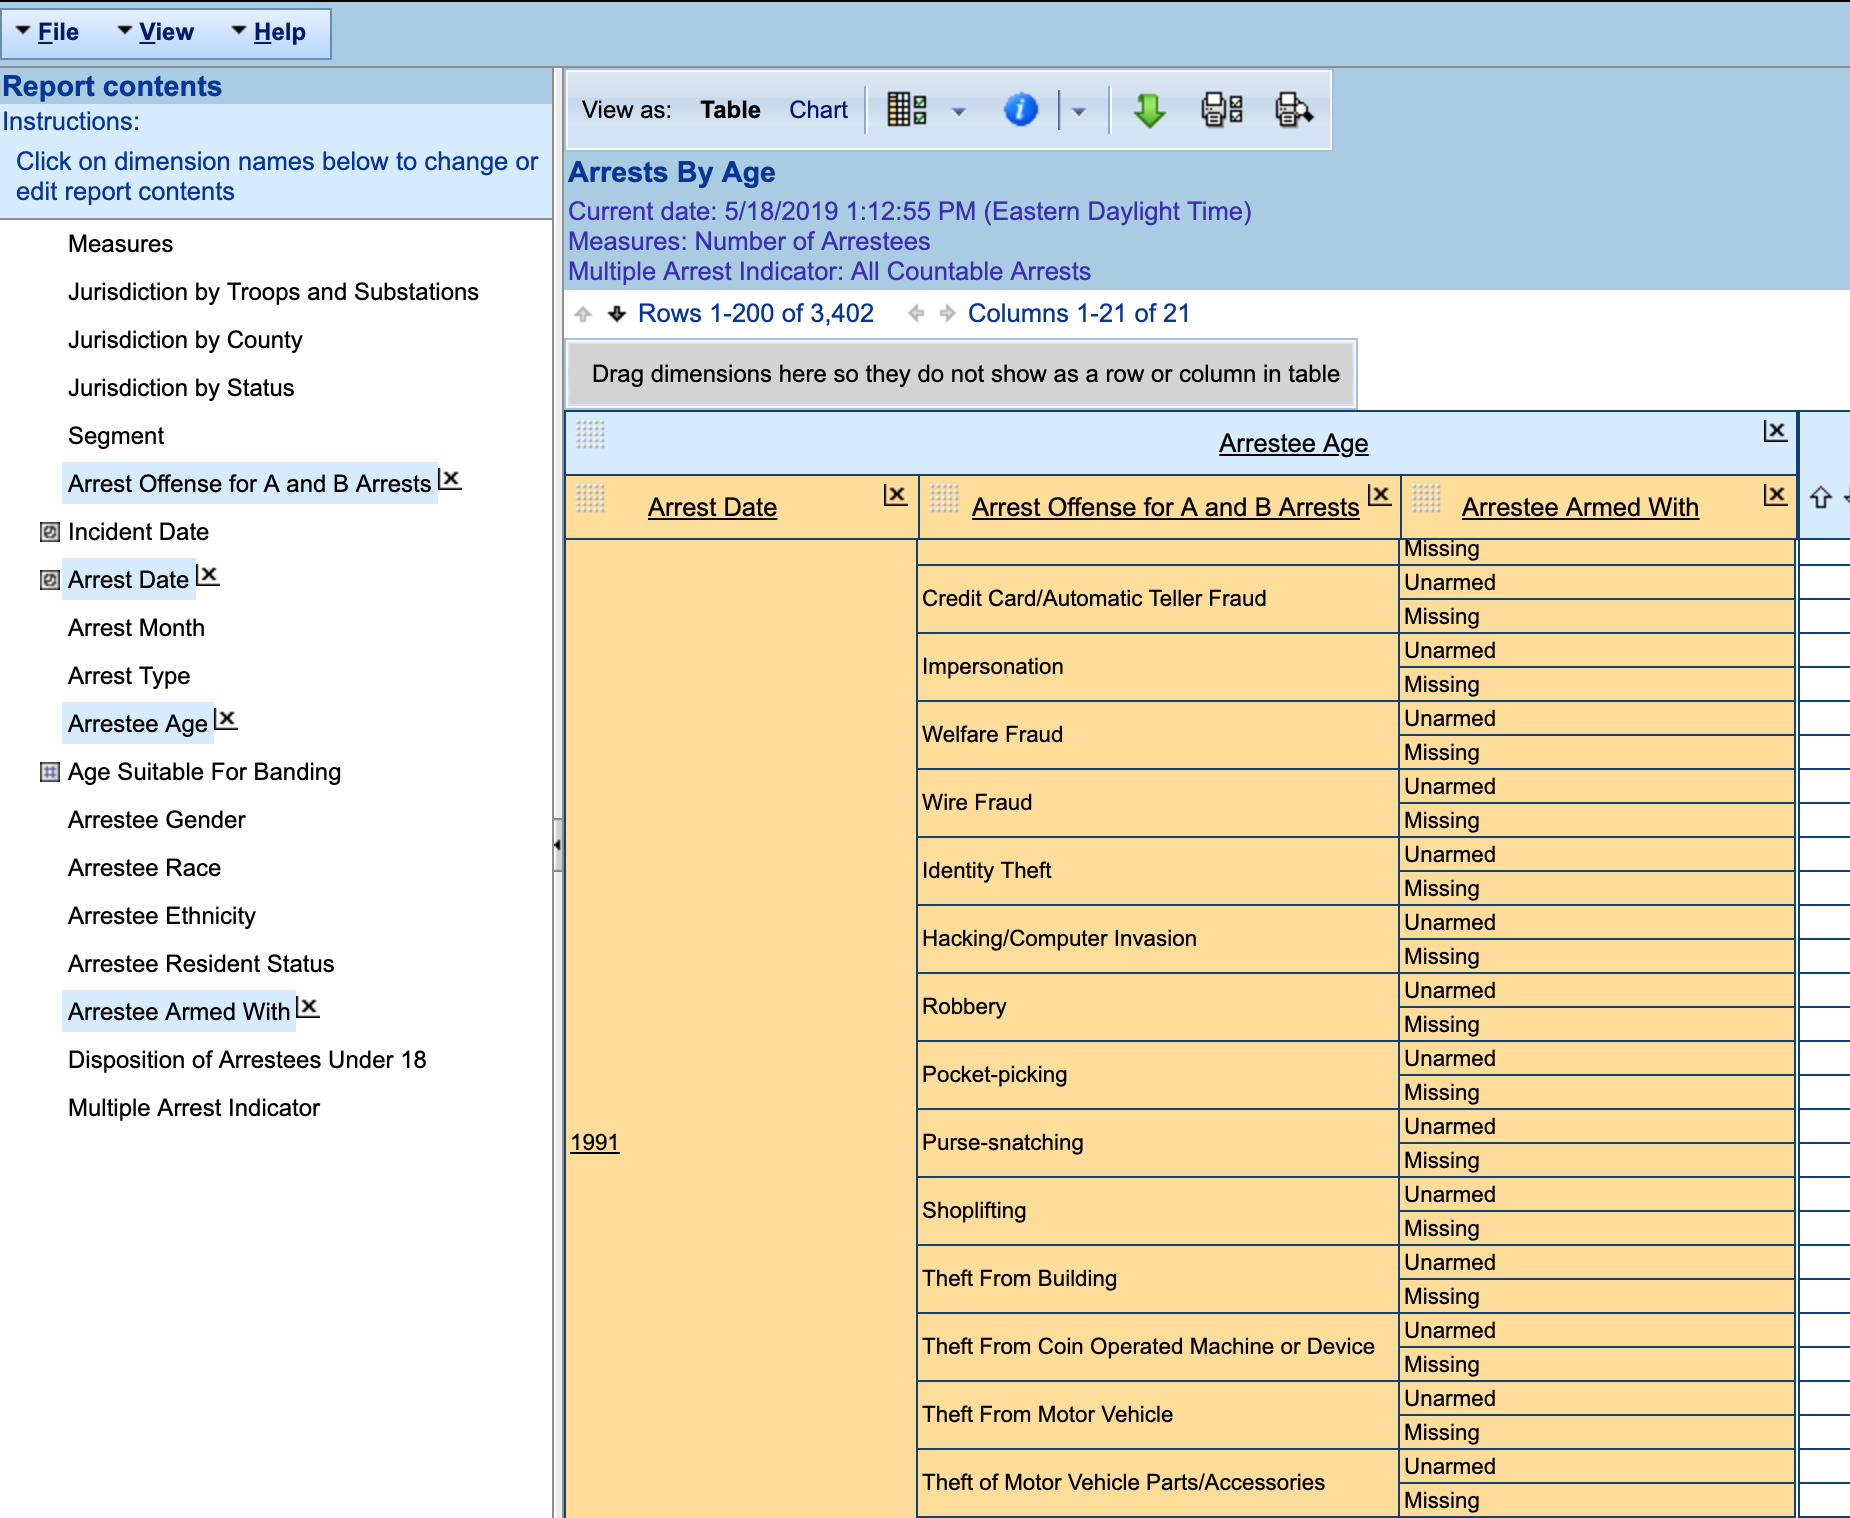 File View Help
Report contents
Instructions:
Click on dimension names below to change or
edit report contents
Measures
Jurisdiction by Troops and Substations
Jurisdiction by County
Jurisdiction by Status
Segment
Arrest Offense for A and B Arrests
Incident Date
Arrest Date
Arrest Month
Arrest Type
Arrestee Age
Age Suitable For Banding
Arrestee Gender
Arrestee Race
Arrestee Ethnicity
Arrestee Resident Status
Arrestee Armed With
Disposition of Arrestees Under 18
Multiple Arrest Indicator
View as: Table Chart
Arrests By Age
Current date: 5/18/2019 1:12:55 PM (Eastern Daylight Time)
Measures: Number of Arrestees
Multiple Arrest Indicator: All Countable Arrests
Rows 1-200 of 3,402 Columns 1-21 of 21
Drag dimensions here so they do not show as a row or column in table
Arrestee Age
Arrest Date Arrest Offense for A and B Arrests Arrestee Armed With
1991
Missing
Credit Card/Automatic Teller Fraud
Unarmed
Missing
Impersonation
Unarmed
Missing
Welfare Fraud
Unarmed
Missing
Wire Fraud
Unarmed
Missing
Identity Theft
Unarmed
Missing
Hacking/Computer Invasion
Unarmed
Missing
Robbery
Unarmed
Missing
Pocket-picking
Unarmed
Missing
Purse-snatching
Unarmed
Missing
Shoplifting
Unarmed
Missing
Theft From Building
Unarmed
Missing
Theft From Coin Operated Machine or Device
Unarmed
Missing
Theft From Motor Vehicle
Unarmed
Missing
Theft of Motor Vehicle Parts/Accessories
Unarmed
Missing